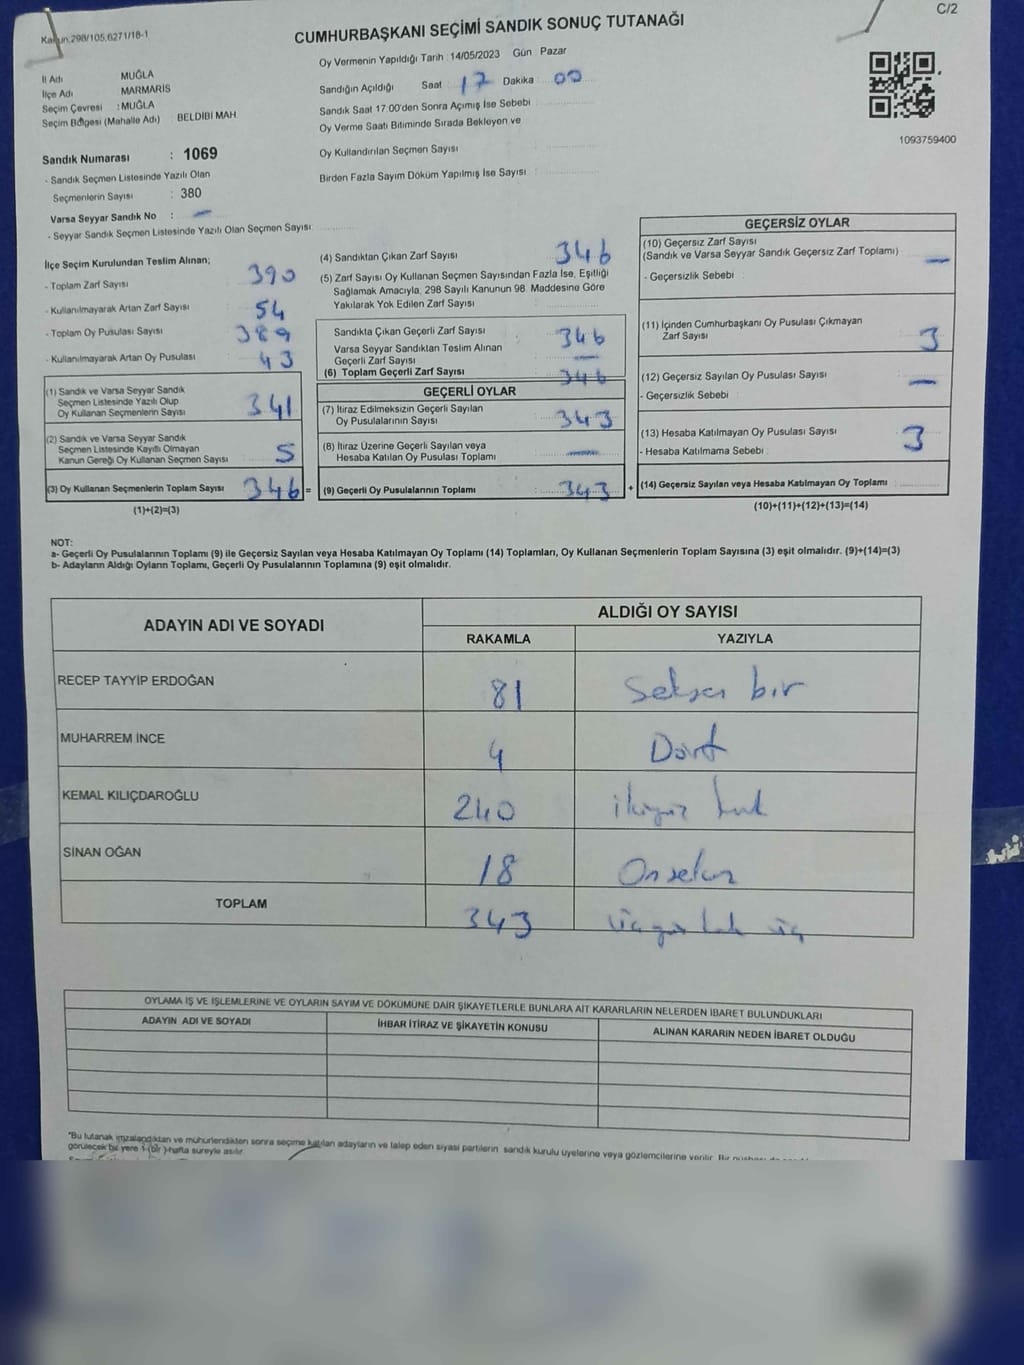 Kanun:298/105,6271/18-1
C/2
CUMHURBAŞKANI SEÇİMİ SANDIK SONUÇ TUTANAĞI
İl Adı MUĞLA
İlçe Adı MARMARİS
Seçim Çevresi : MUĞLA
Seçim Bölgesi (Mahalle Adı) BELDİBİ MAH.
Sandık Numarası : 1069
- Sandık Seçmen Listesinde Yazılı Olan
Seçmenlerin Sayısı : 380
Varsa Seyyar Sandık No : —
- Seyyar Sandık Seçmen Listesinde Yazılı Olan Seçmen Sayısı:
Oy Vermenin Yapıldığı Tarih : 14/05/2023 Gün : Pazar
Sandığın Açıldığı Saat : 17 Dakika : 00
Sandık Saat 17:00'den Sonra Açımış İse Sebebi :
Oy Verme Saati Bitiminde Sırada Bekleyen ve
Oy Kullandırılan Seçmen Sayısı :
Birden Fazla Sayım Döküm Yapılmış İse Sayısı :
1093759400
İlçe Seçim Kurulundan Teslim Alınan;
- Toplam Zarf Sayısı 390
- Kullanılmayarak Artan Zarf Sayısı 54
- Toplam Oy Pusulası Sayısı 389
- Kullanılmayarak Artan Oy Pusulası 43
(1) Sandık ve Varsa Seyyar Sandık
Seçmen Listesinde Yazılı Olup
Oy Kullanan Seçmenlerin Sayısı 341
(2) Sandık ve Varsa Seyyar Sandık
Seçmen Listesinde Kayıtlı Olmayan
Kanun Gereği Oy Kullanan Seçmen Sayısı 5
(3) Oy Kullanan Seçmenlerin Toplam Sayısı 346 =
(1)+(2)=(3)
(4) Sandıktan Çıkan Zarf Sayısı 346
(5) Zarf Sayısı Oy Kullanan Seçmen Sayısından Fazla İse, Eşitliği
Sağlamak Amacıyla, 298 Sayılı Kanunun 98. Maddesine Göre
Yakılarak Yok Edilen Zarf Sayısı :
Sandıkta Çıkan Geçerli Zarf Sayısı : 346
Varsa Seyyar Sandıktan Teslim Alınan
Geçerli Zarf Sayısı : —
(6) Toplam Geçerli Zarf Sayısı : 346
GEÇERLİ OYLAR
(7) İtiraz Edilmeksizin Geçerli Sayılan
Oy Pusulalarının Sayısı : 343
(8) İtiraz Üzerine Geçerli Sayılan veya
Hesaba Katılan Oy Pusulası Toplamı : —
(9) Geçerli Oy Pusulalarının Toplamı : 343 +
GEÇERSİZ OYLAR
(10) Geçersiz Zarf Sayısı
(Sandık ve Varsa Seyyar Sandık Geçersiz Zarf Toplamı) : —
- Geçersizlik Sebebi :
(11) İçinden Cumhurbaşkanı Oy Pusulası Çıkmayan
Zarf Sayısı : 3
(12) Geçersiz Sayılan Oy Pusulası Sayısı : —
- Geçersizlik Sebebi :
(13) Hesaba Katılmayan Oy Pusulası Sayısı : 3
- Hesaba Katılmama Sebebi :
(14) Geçersiz Sayılan veya Hesaba Katılmayan Oy Toplamı :
(10)+(11)+(12)+(13)=(14)
NOT:
a- Geçerli Oy Pusulalarının Toplamı (9) ile Geçersiz Sayılan veya Hesaba Katılmayan Oy Toplamı (14) Toplamları, Oy Kullanan Seçmenlerin Toplam Sayısına (3) eşit olmalıdır. (9)+(14)=(3)
b- Adayların Aldığı Oyların Toplamı, Geçerli Oy Pusulalarının Toplamına (9) eşit olmalıdır.
ADAYIN ADI VE SOYADI
ALDIĞI OY SAYISI
RAKAMLA YAZIYLA
RECEP TAYYİP ERDOĞAN 81 Seksen bir
MUHARREM İNCE 4 Dört
KEMAL KILIÇDAROĞLU 240 ikiyüz kırk
SİNAN OĞAN 18 Onsekiz
TOPLAM 343 üçyüz kırk üç
OYLAMA İŞ VE İŞLEMLERİNE VE OYLARIN SAYIM VE DÖKÜMÜNE DAİR ŞİKAYETLERLE BUNLARA AİT KARARLARIN NELERDEN İBARET BULUNDUKLARI
ADAYIN ADI VE SOYADI İHBAR İTİRAZ VE ŞİKAYETİN KONUSU ALINAN KARARIN NEDEN İBARET OLDUĞU
"Bu tutanak imzalandıktan ve mühürlendikten sonra seçime katılan adayların ve talep eden siyasi partilerin sandık kurulu üyelerine veya gözlemcilerine verilir. Bir nüshası da
görülecek bir yere 1-(bir )-hafta süreyle asılır.